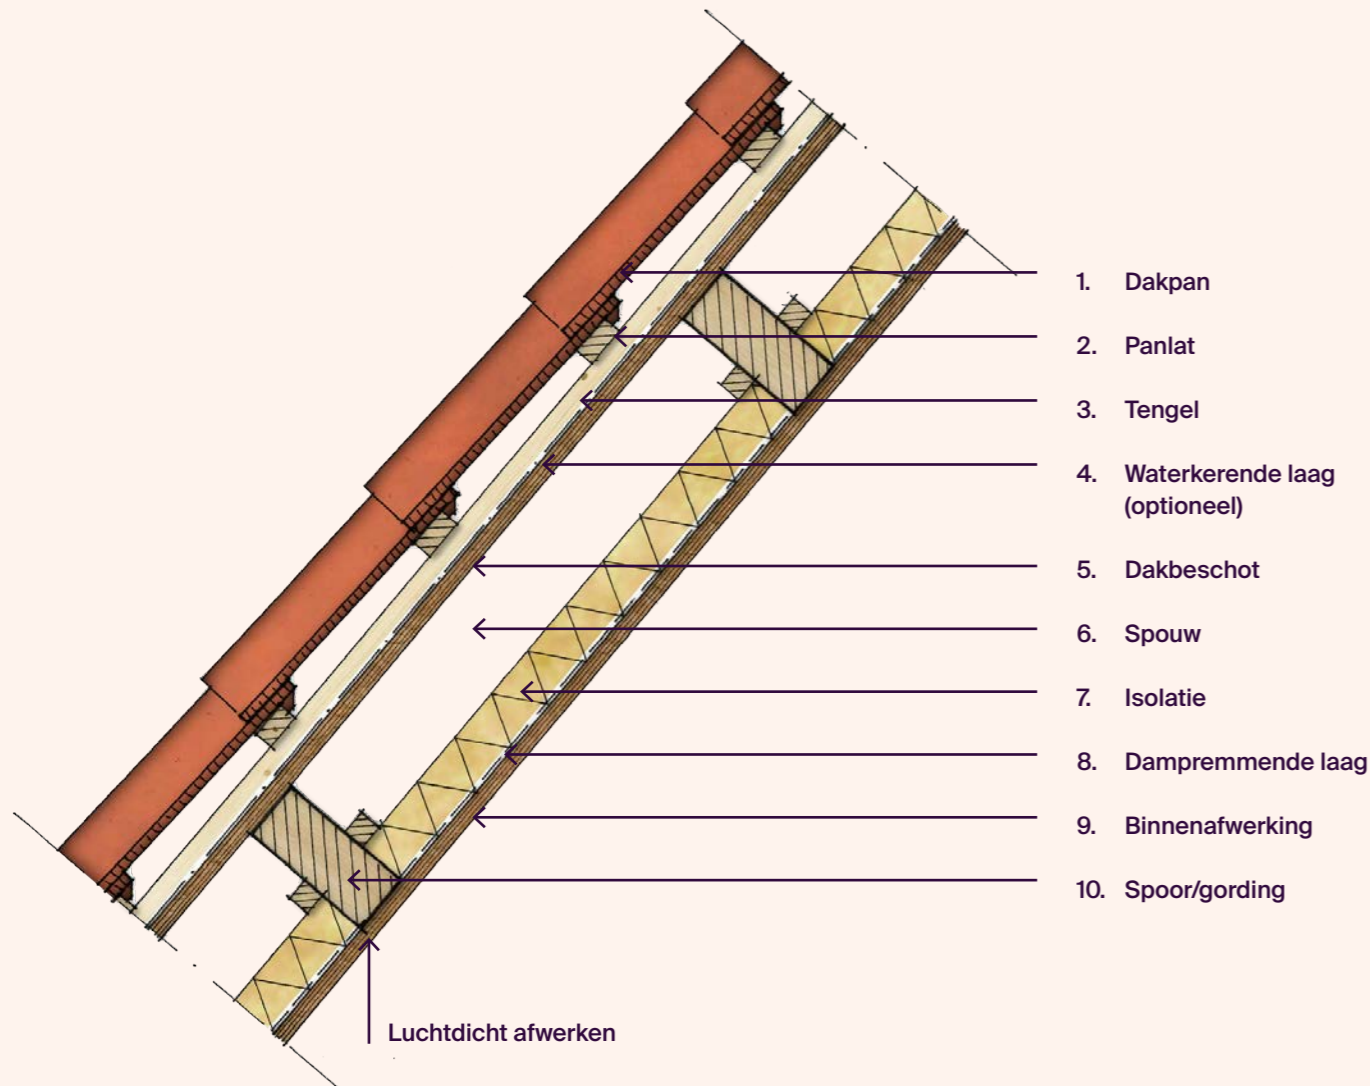 1. Dakpan
2. Panlat
3. Tengel
4. Waterkerende laag
(optioneel)
5. Dakbeschot
6. Spouw
7. Isolatie
8. Dampremmende laag
9. Binnenafwerking
10. Spoor/gording
Luchtdicht afwerken